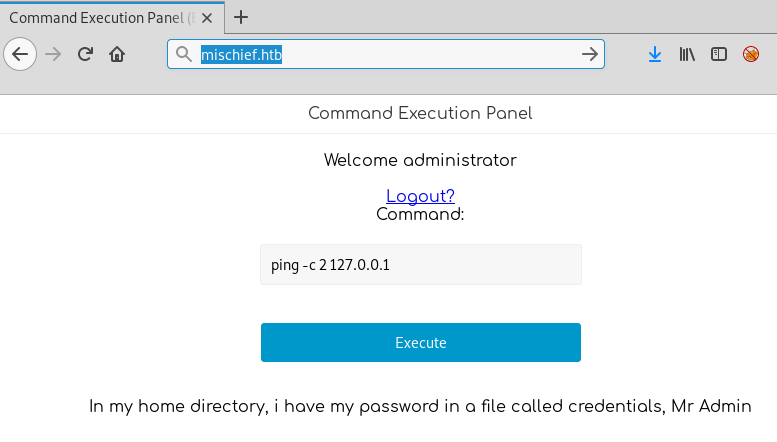 Command Execution Panel (
mischief.htb
Command Execution Panel
Welcome administrator
Logout?
Command:
ping -c 2 127.0.0.1
Execute
In my home directory, i have my password in a file called credentials, Mr Admin